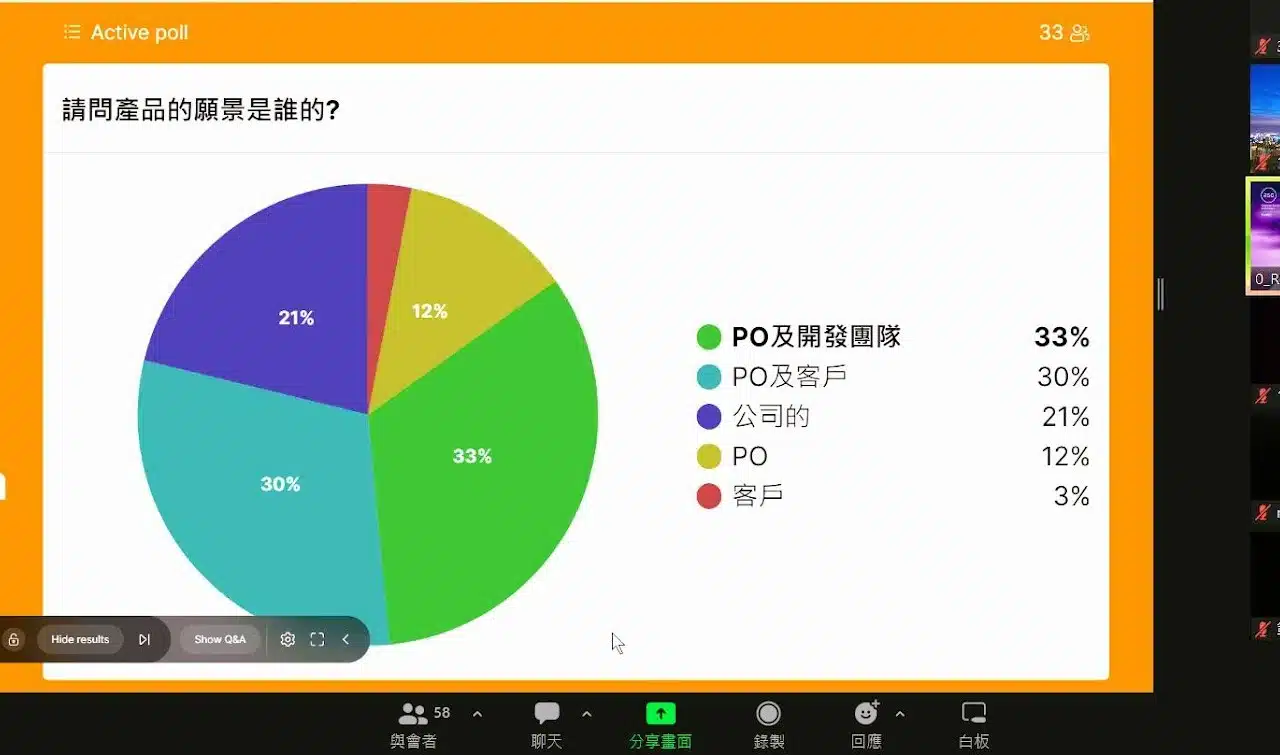 Active poll
33
請問產品的願景是誰的?
21%
12%
33%
30%
PO及開發團隊 33%
PO及客戶 30%
公司的 21%
PO 12%
客戶 3%
Hide results
Show Q&A
0_R
58
與會者
聊天
分享畫面
錄製
回應
白板